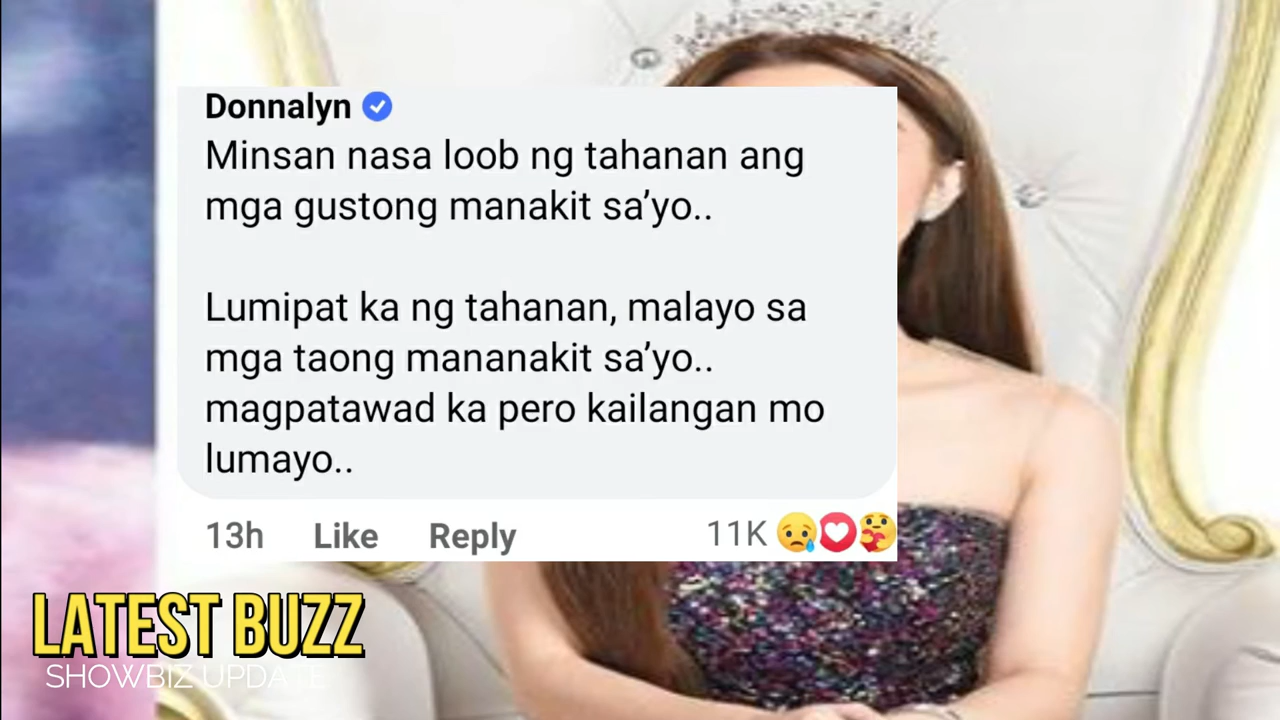 Donnalyn
Minsan nasa loob ng tahanan ang
mga gustong manakit sa’yo..
Lumipat ka ng tahanan, malayo sa
mga taong mananakit sa’yo..
magpatawad ka pero kailangan mo
lumayo..
13h Like Reply 11K
LATEST BUZZ
SHOWBIZ UPDATE